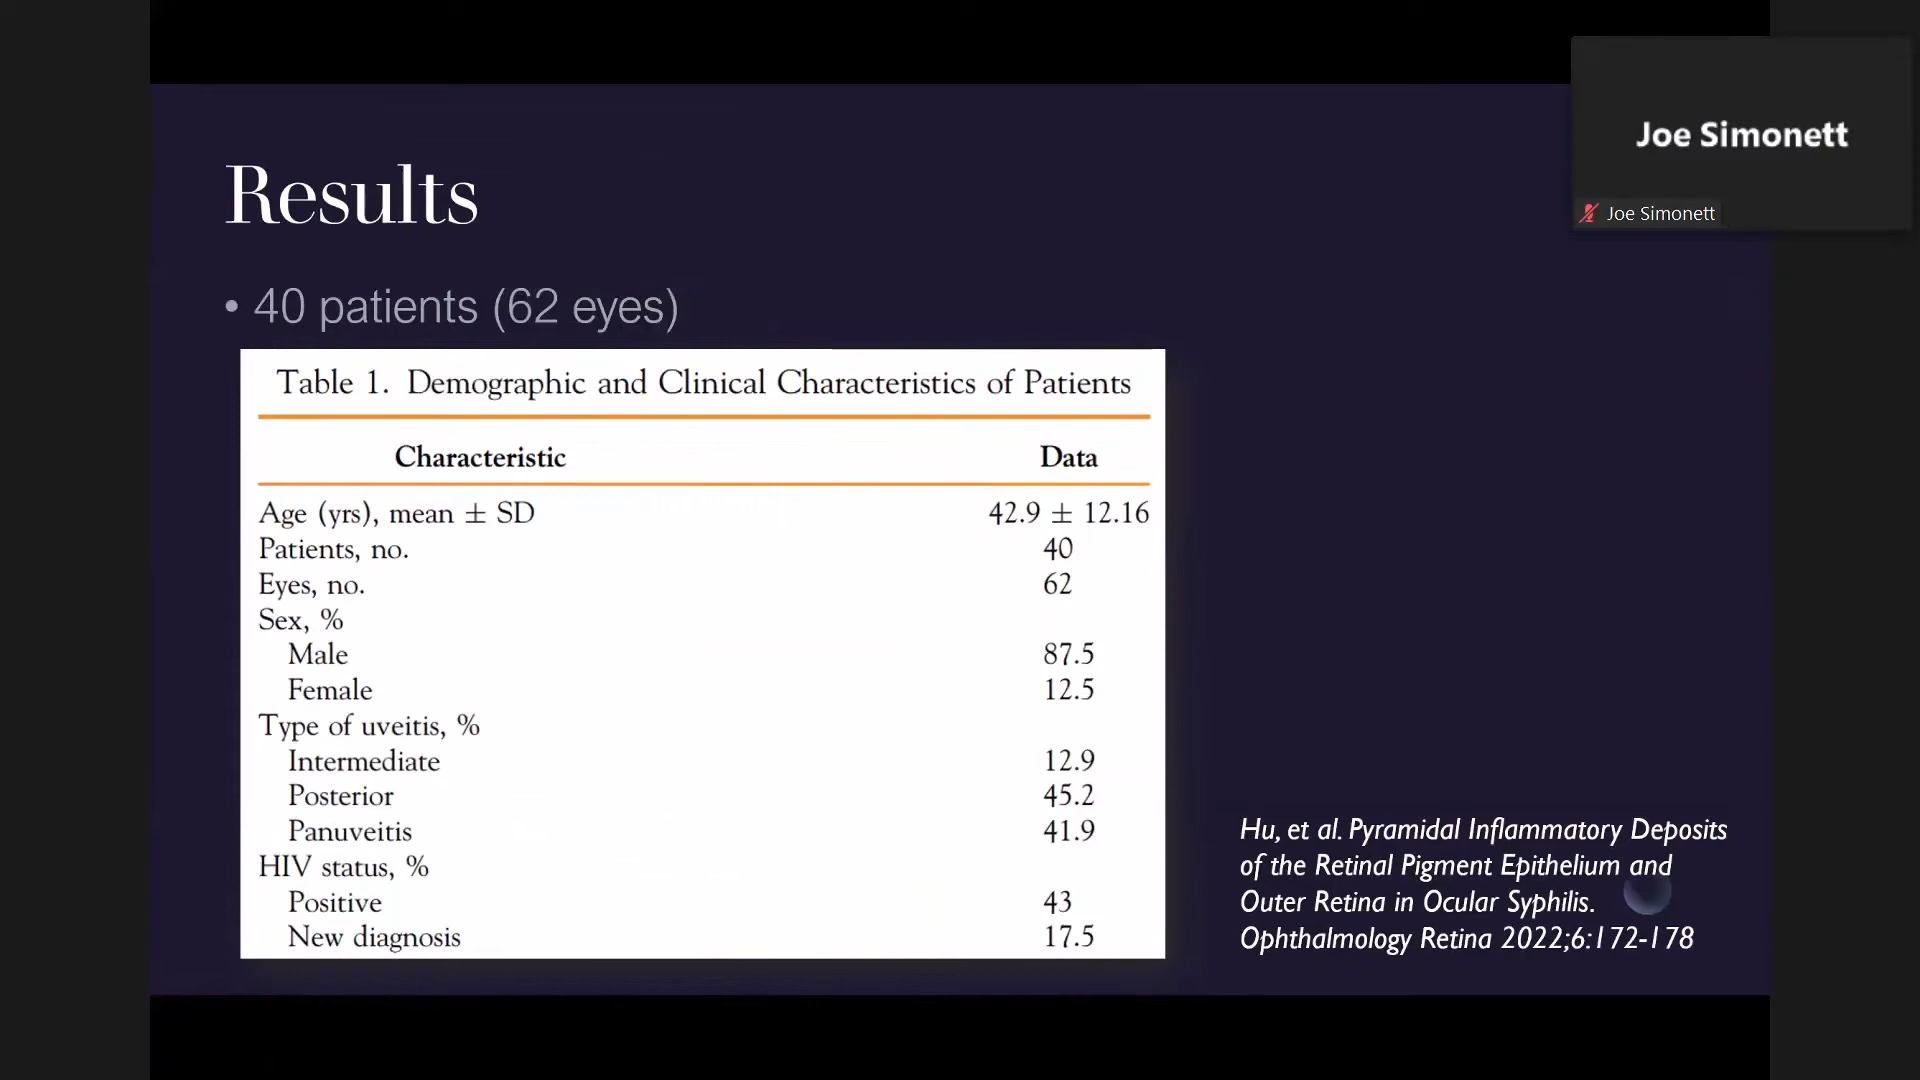 Joe Simonett
Joe Simonett
Results
• 40 patients (62 eyes)
Table 1. Demographic and Clinical Characteristics of Patients
Characteristic Data
Age (yrs), mean ± SD 42.9 ± 12.16
Patients, no. 40
Eyes, no. 62
Sex, %
Male 87.5
Female 12.5
Type of uveitis, %
Intermediate 12.9
Posterior 45.2
Panuveitis 41.9
HIV status, %
Positive 43
New diagnosis 17.5
Hu, et al. Pyramidal Inflammatory Deposits
of the Retinal Pigment Epithelium and
Outer Retina in Ocular Syphilis.
Ophthalmology Retina 2022;6:172-178